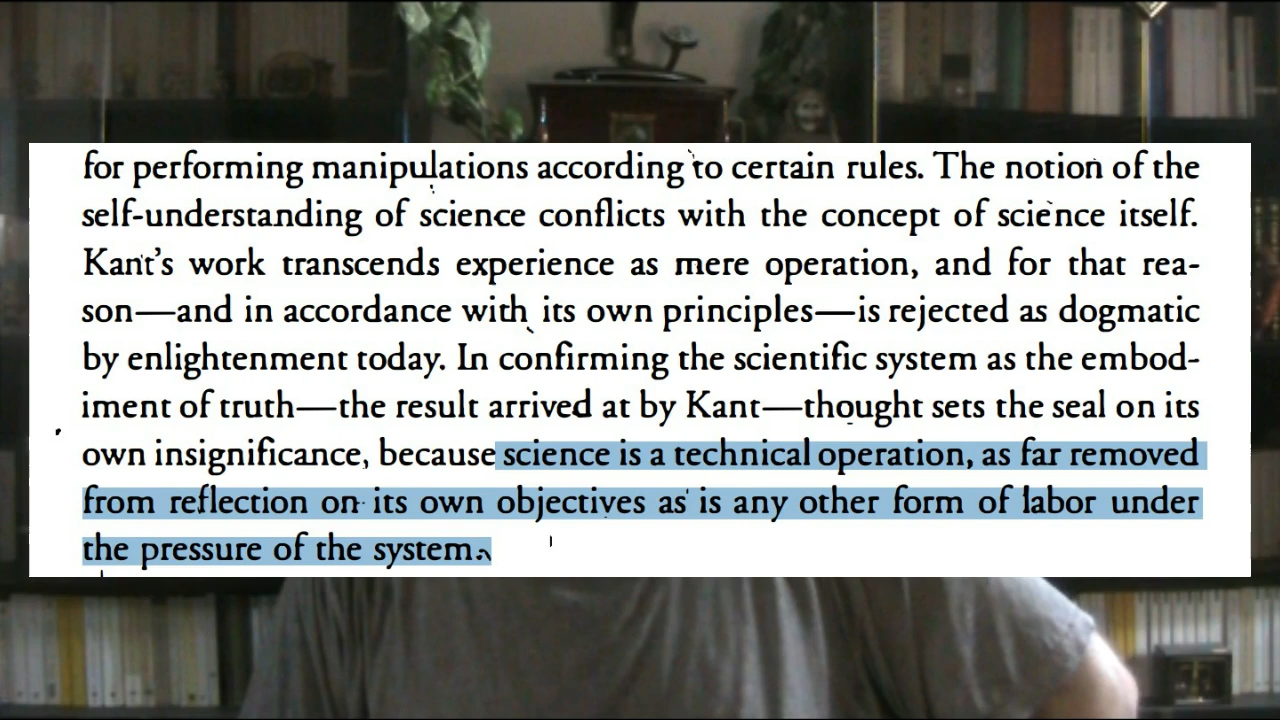 for performing manipulations according to certain rules. The notion of the
self-understanding of science conflicts with the concept of science itself.
Kant's work transcends experience as mere operation, and for that rea-
son—and in accordance with its own principles—is rejected as dogmatic
by enlightenment today. In confirming the scientific system as the embod-
iment of truth—the result arrived at by Kant—thought sets the seal on its
own insignificance, because science is a technical operation, as far removed
from reflection on its own objectives as is any other form of labor under
the pressure of the system.